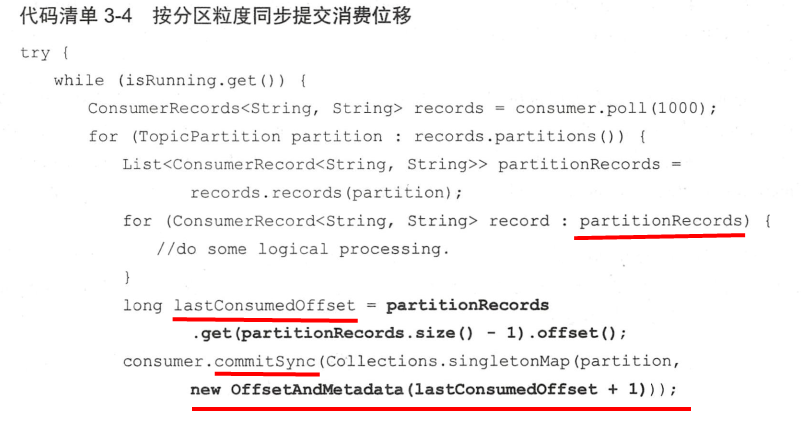 代码清单 3-4 按分区粒度同步提交消费位移
try {
while (isRunning.get()) {
ConsumerRecords<String, String> records = consumer.poll(1000);
for (TopicPartition partition : records.partitions()) {
List<ConsumerRecord<String, String>> partitionRecords =
records.records(partition);
for (ConsumerRecord<String, String> record : partitionRecords) {
//do some logical processing.
}
long lastConsumedOffset = partitionRecords
.get(partitionRecords.size() - 1).offset();
consumer.commitSync(Collections.singletonMap(partition,
new OffsetAndMetadata(lastConsumedOffset + 1)));